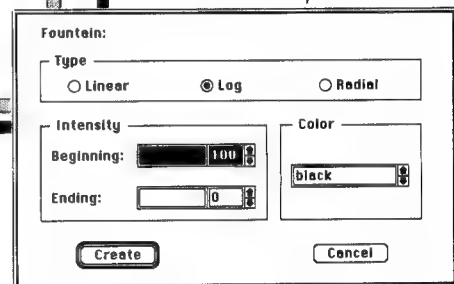 Fountain:
Type
Linear Log Radial
Intensity Color
Beginning: 100
black
Ending: 0
Create Cancel